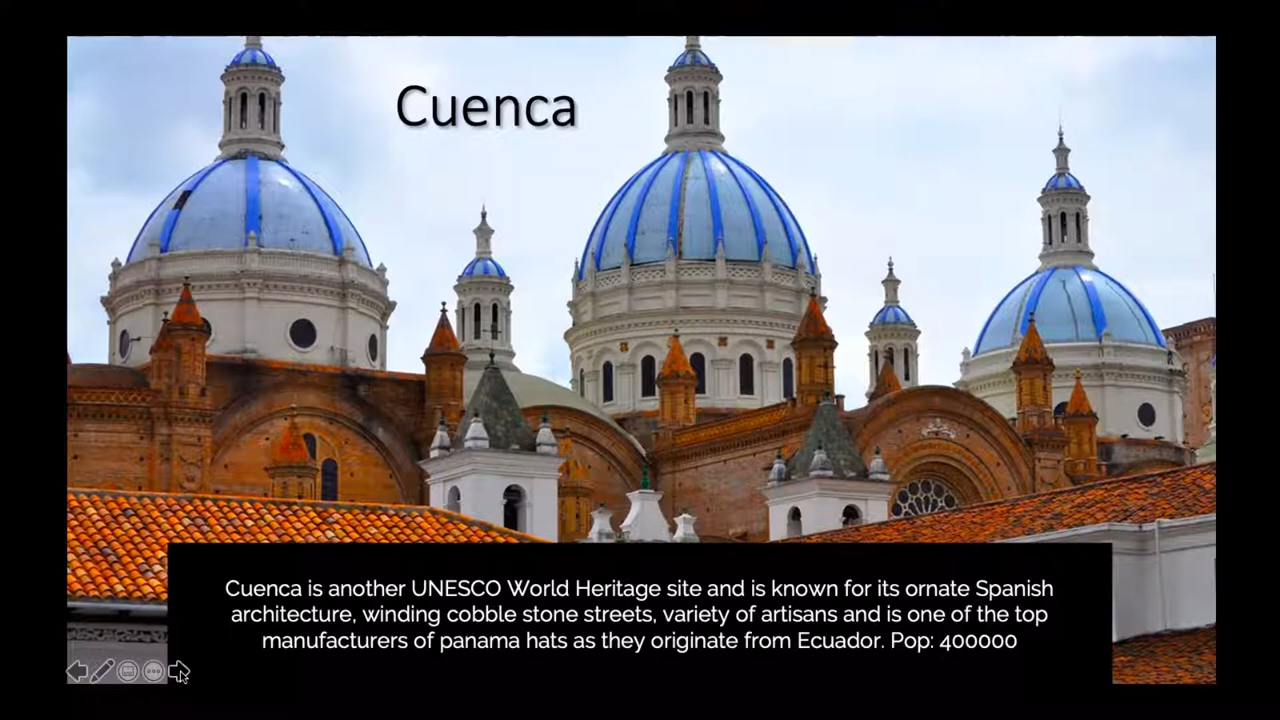 Cuenca
Cuenca is another UNESCO World Heritage site and is known for its ornate Spanish
architecture, winding cobble stone streets, variety of artisans and is one of the top
manufacturers of panama hats as they originate from Ecuador. Pop: 400000